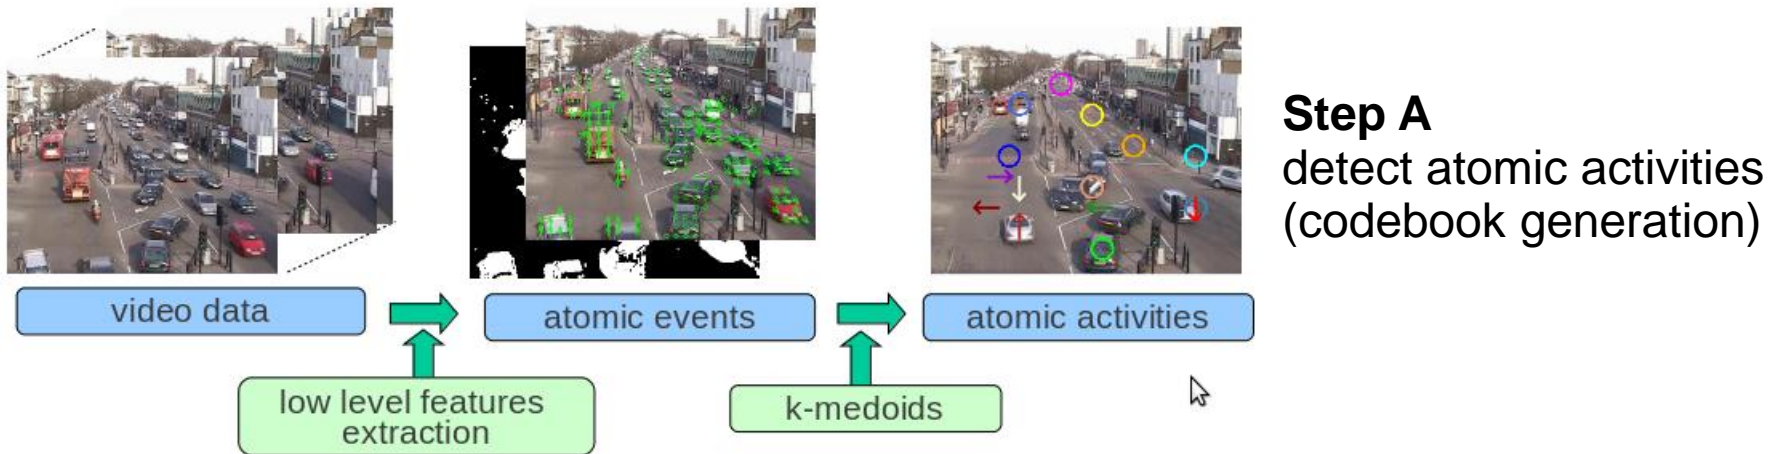 Step A
detect atomic activities
(codebook generation)
video data
atomic events
atomic activities
low level features
extraction
k-medoids